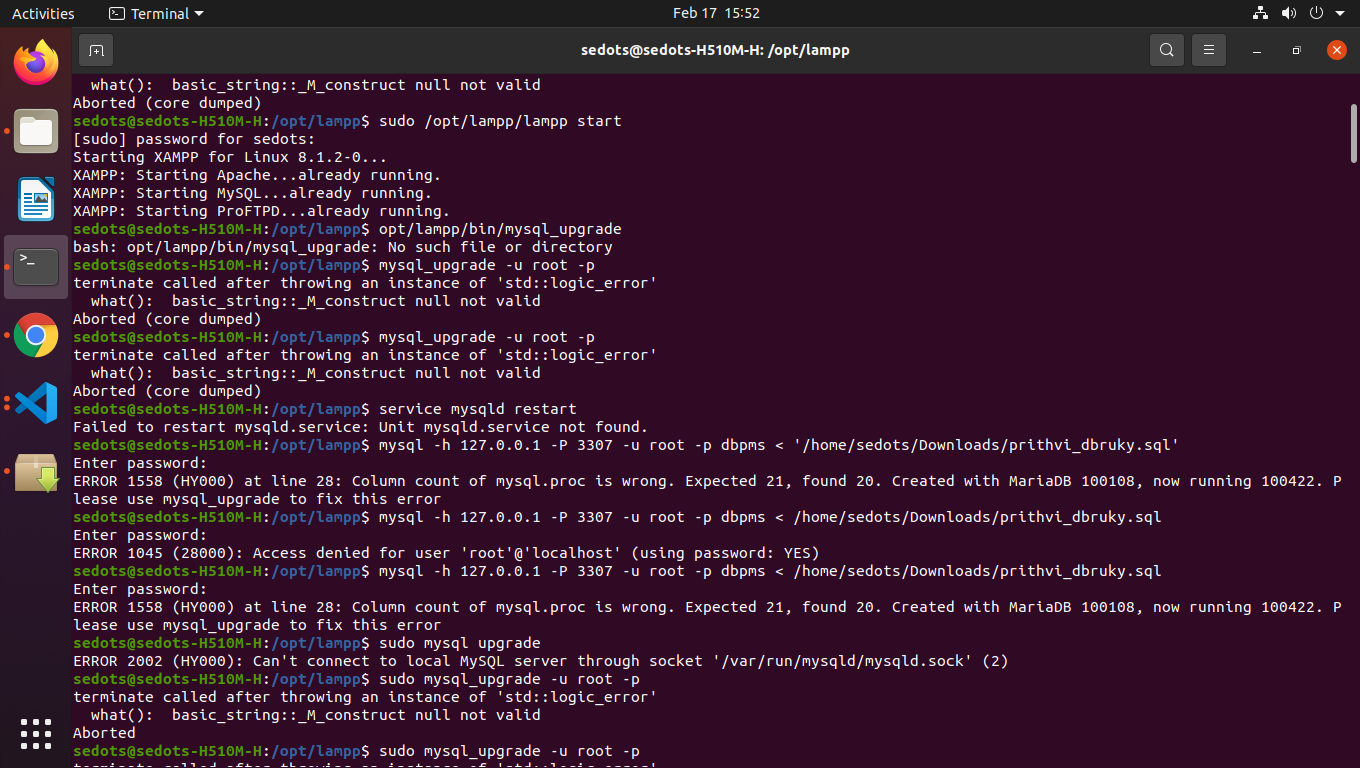 Activities
Terminal
Feb 17 15:52
sedots@sedots-H510M-H: /opt/lampp
what():  basic_string::_M_construct null not valid
Aborted (core dumped)
sedots@sedots-H510M-H:/opt/lampp$ sudo /opt/lampp/lampp start
[sudo] password for sedots:
Starting XAMPP for Linux 8.1.2-0...
XAMPP: Starting Apache...already running.
XAMPP: Starting MySQL...already running.
XAMPP: Starting ProFTPD...already running.
sedots@sedots-H510M-H:/opt/lampp$ opt/lampp/bin/mysql_upgrade
bash: opt/lampp/bin/mysql_upgrade: No such file or directory
sedots@sedots-H510M-H:/opt/lampp$ mysql_upgrade -u root -p
terminate called after throwing an instance of 'std::logic_error'
what():  basic_string::_M_construct null not valid
Aborted (core dumped)
sedots@sedots-H510M-H:/opt/lampp$ mysql_upgrade -u root -p
terminate called after throwing an instance of 'std::logic_error'
what():  basic_string::_M_construct null not valid
Aborted (core dumped)
sedots@sedots-H510M-H:/opt/lampp$ service mysqld restart
Failed to restart mysqld.service: Unit mysqld.service not found.
sedots@sedots-H510M-H:/opt/lampp$ mysql -h 127.0.0.1 -P 3307 -u root -p dbpms < '/home/sedots/Downloads/prithvi_dbruky.sql'
Enter password:
ERROR 1558 (HY000) at line 28: Column count of mysql.proc is wrong. Expected 21, found 20. Created with MariaDB 100108, now running 100422. P
lease use mysql_upgrade to fix this error
sedots@sedots-H510M-H:/opt/lampp$ mysql -h 127.0.0.1 -P 3307 -u root -p dbpms < /home/sedots/Downloads/prithvi_dbruky.sql
Enter password:
ERROR 1045 (28000): Access denied for user 'root'@'localhost' (using password: YES)
sedots@sedots-H510M-H:/opt/lampp$ mysql -h 127.0.0.1 -P 3307 -u root -p dbpms < /home/sedots/Downloads/prithvi_dbruky.sql
Enter password:
ERROR 1558 (HY000) at line 28: Column count of mysql.proc is wrong. Expected 21, found 20. Created with MariaDB 100108, now running 100422. P
lease use mysql_upgrade to fix this error
sedots@sedots-H510M-H:/opt/lampp$ sudo mysql upgrade
ERROR 2002 (HY000): Can't connect to local MySQL server through socket '/var/run/mysqld/mysqld.sock' (2)
sedots@sedots-H510M-H:/opt/lampp$ sudo mysql_upgrade -u root -p
terminate called after throwing an instance of 'std::logic_error'
what():  basic_string::_M_construct null not valid
Aborted
sedots@sedots-H510M-H:/opt/lampp$ sudo mysql_upgrade -u root -p
terminate called after throwing an instance of 'std::logic_error'